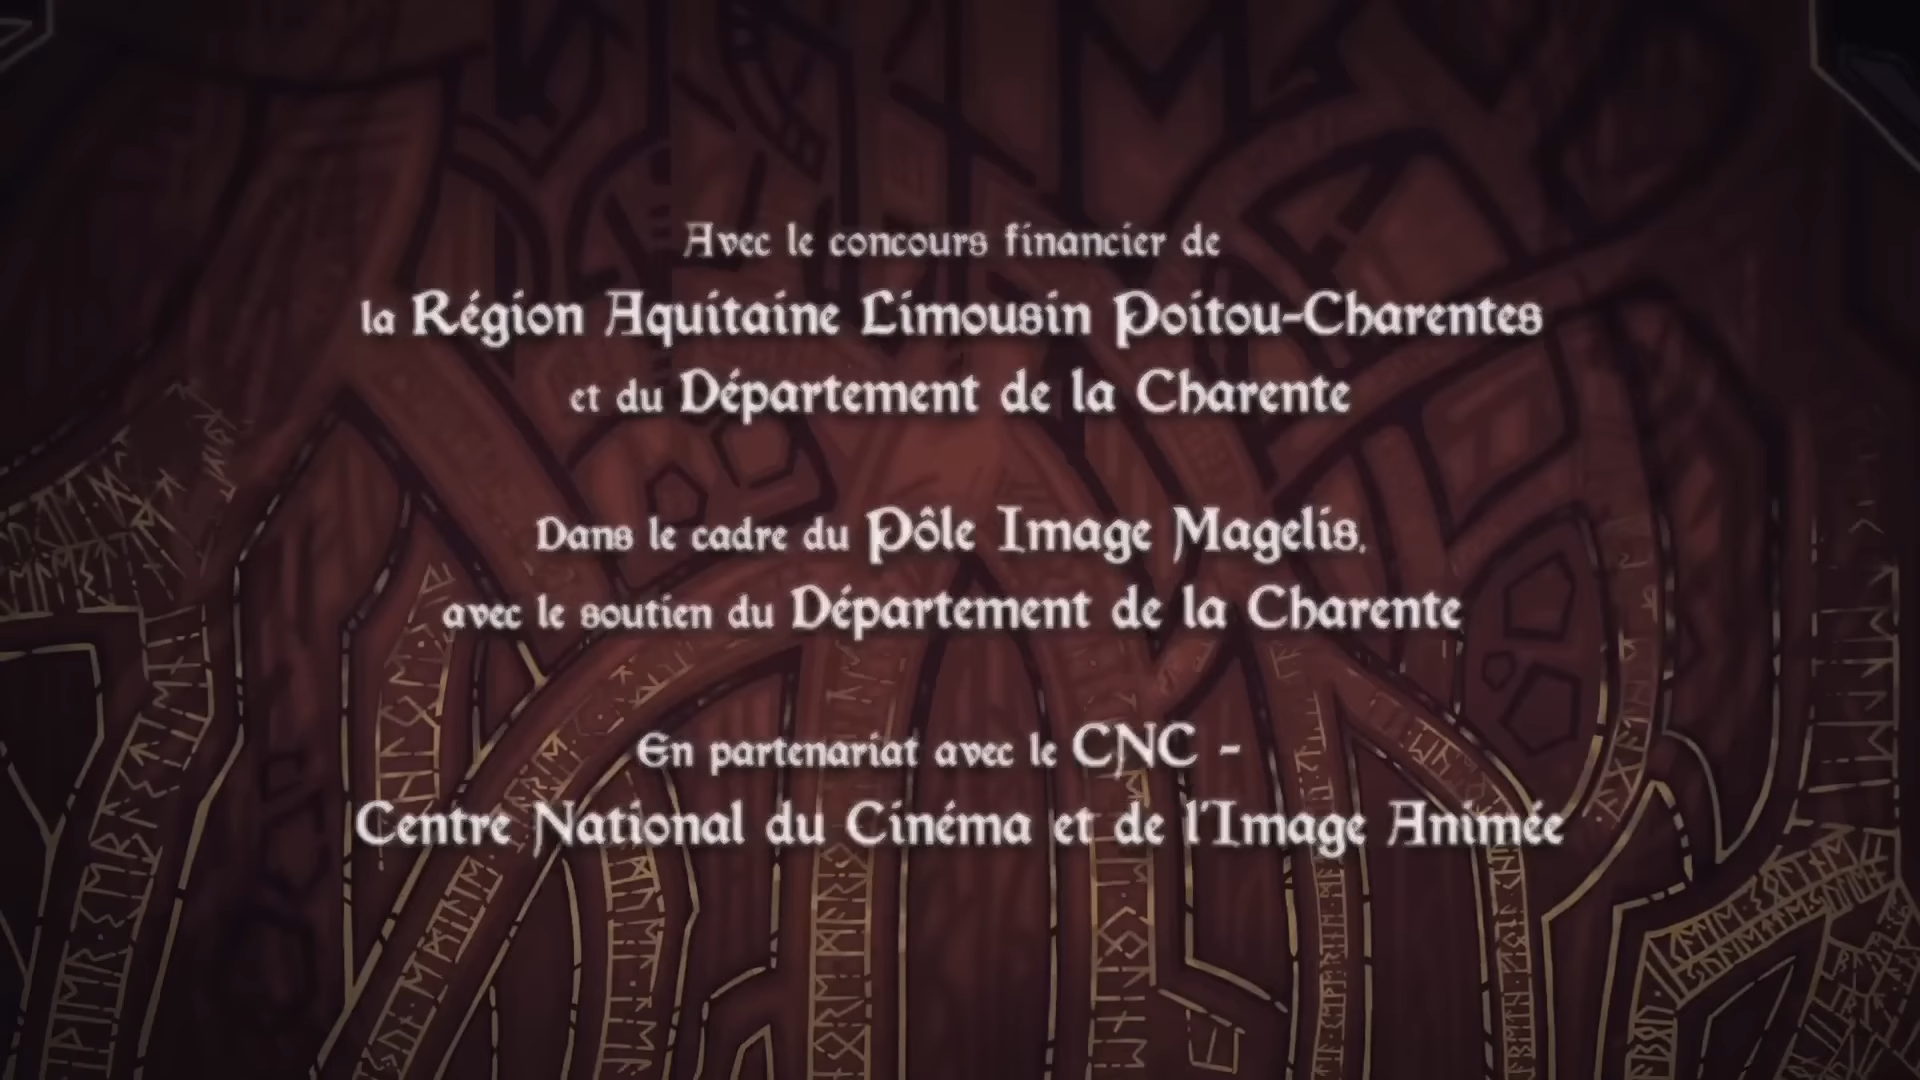 Avec le concours financier de
la Région Aquitaine Limousin Poitou-Charentes
et du Département de la Charente
Dans le cadre du Pôle Image Magelis,
avec le soutien du Département de la Charente
En partenariat avec le CNC -
Centre National du Cinéma et de l'Image Animée